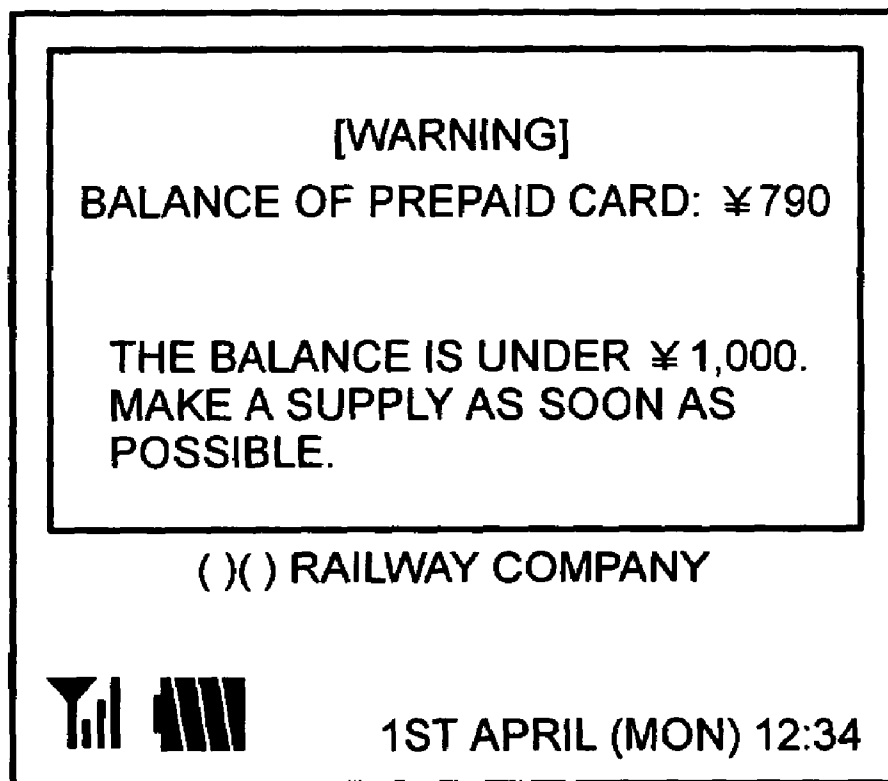 [WARNING]
BALANCE OF PREPAID CARD: ¥790
THE BALANCE IS UNDER ¥1,000.
MAKE A SUPPLY AS SOON AS
POSSIBLE.
( )( ) RAILWAY COMPANY
1ST APRIL (MON) 12:34